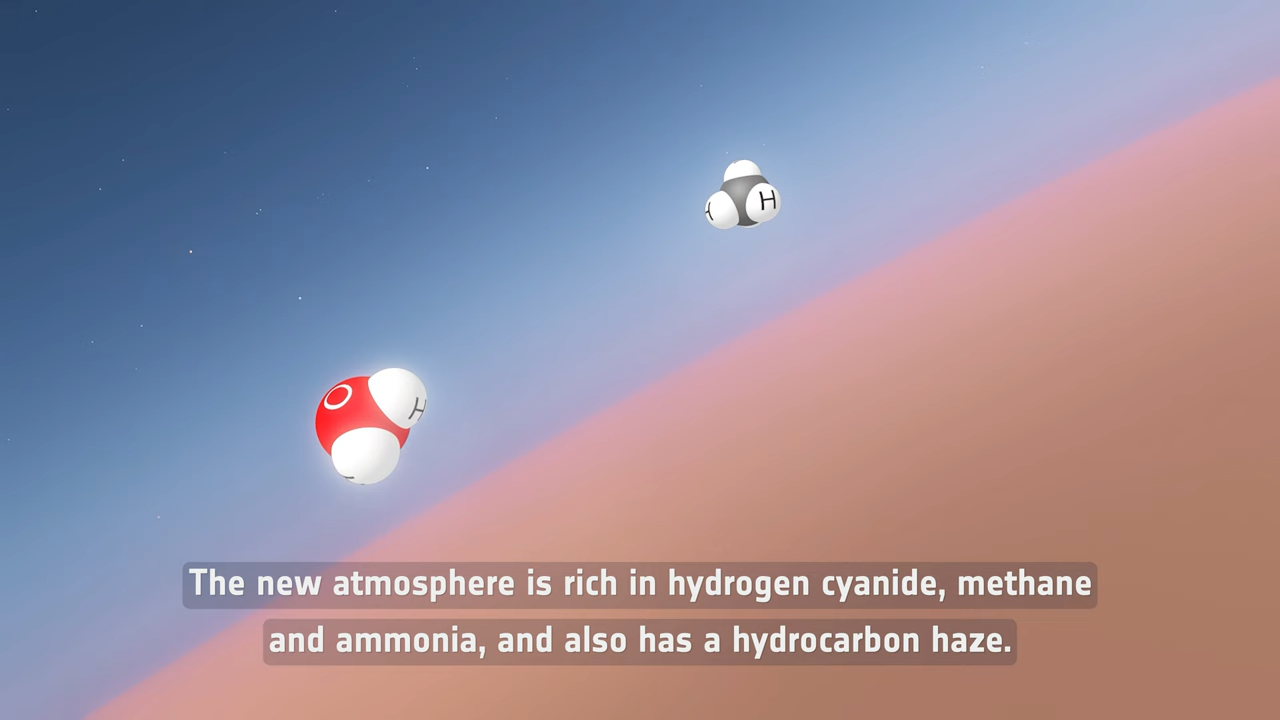 H
H
O
H
The new atmosphere is rich in hydrogen cyanide, methane
and ammonia, and also has a hydrocarbon haze.